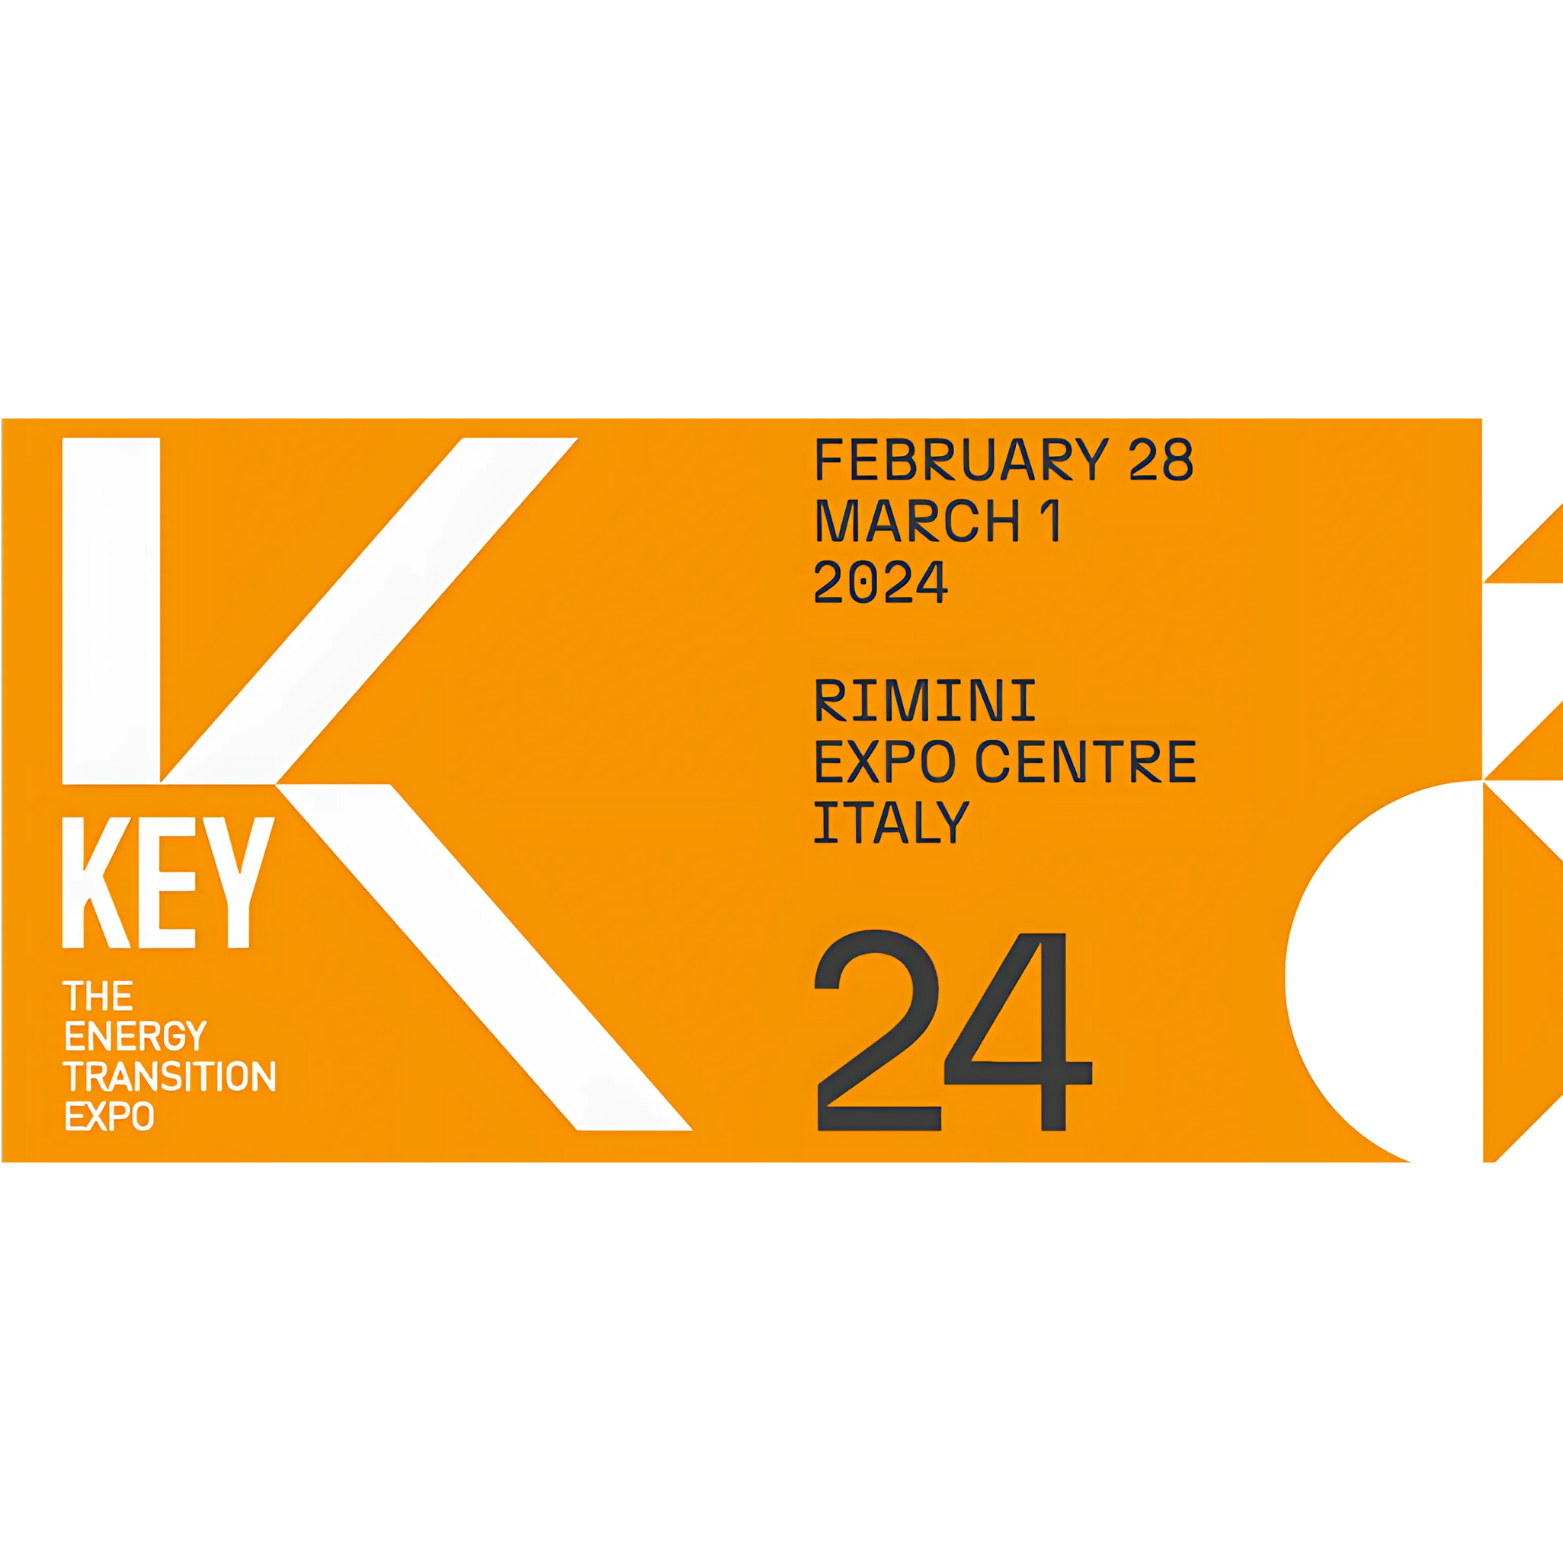 K
KEY
THE
ENERGY
TRANSITION
EXPO
FEBRUARY 28
MARCH 1
2024
RIMINI
EXPO CENTRE
ITALY
24